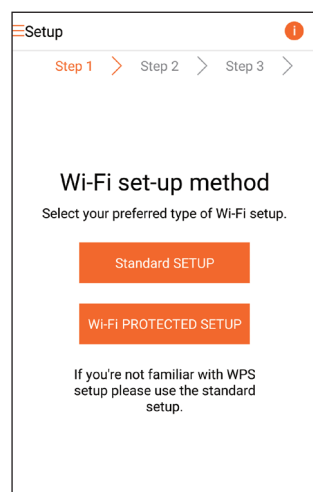 Setup
i
Step 1 Step 2 Step 3
Wi-Fi set-up method
Select your preferred type of Wi-Fi setup.
Standard SETUP
Wi-Fi PROTECTED SETUP
If you're not familiar with WPS
setup please use the standard
setup.